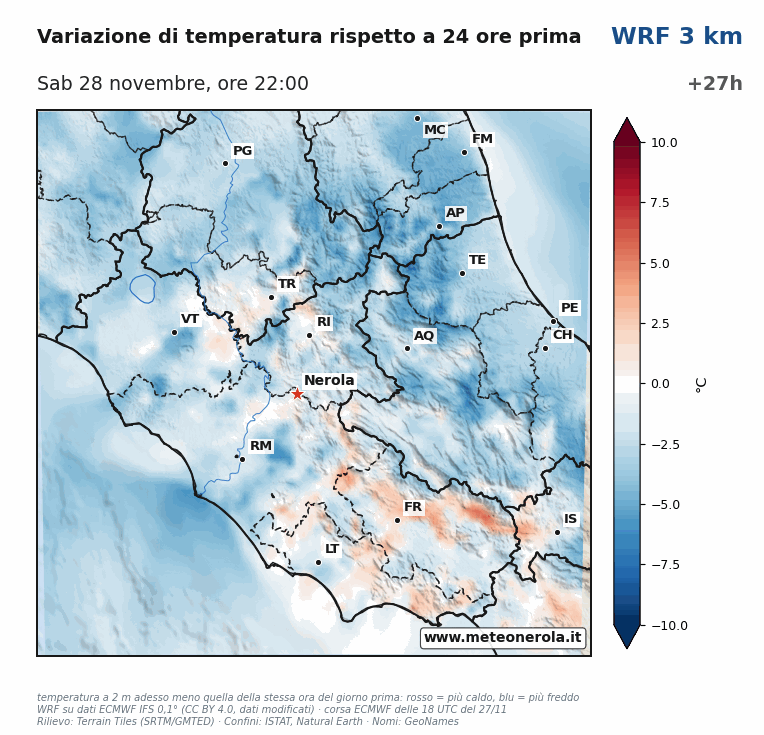 Variazione di temperatura rispetto a 24 ore prima
WRF 3 km
Sab 28 novembre, ore 22:00
+27h
MC
FM
PG
AP
TE
TR
PE
VT
RI
CH
AQ
Nerola
RM
FR
IS
LT
www.meteonerola.it
10.0
7.5
5.0
2.5
0.0
−2.5
−5.0
−7.5
−10.0
°C
temperatura a 2 m adesso meno quella della stessa ora del giorno prima: rosso = più caldo, blu = più freddo
WRF su dati ECMWF IFS 0,1° (CC BY 4.0, dati modificati) · corsa ECMWF delle 18 UTC del 27/11
Rilievo: Terrain Tiles (SRTM/GMTED) · Confini: ISTAT, Natural Earth · Nomi: GeoNames